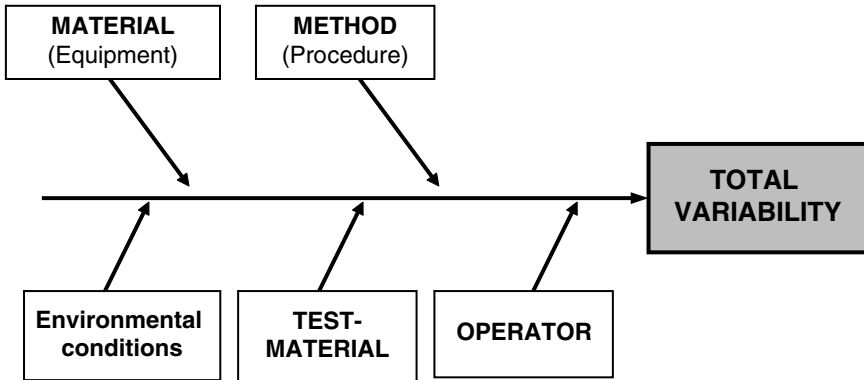 MATERIAL
(Equipment)
METHOD
(Procedure)
TOTAL
VARIABILITY
Environmental
conditions
TEST-
MATERIAL
OPERATOR